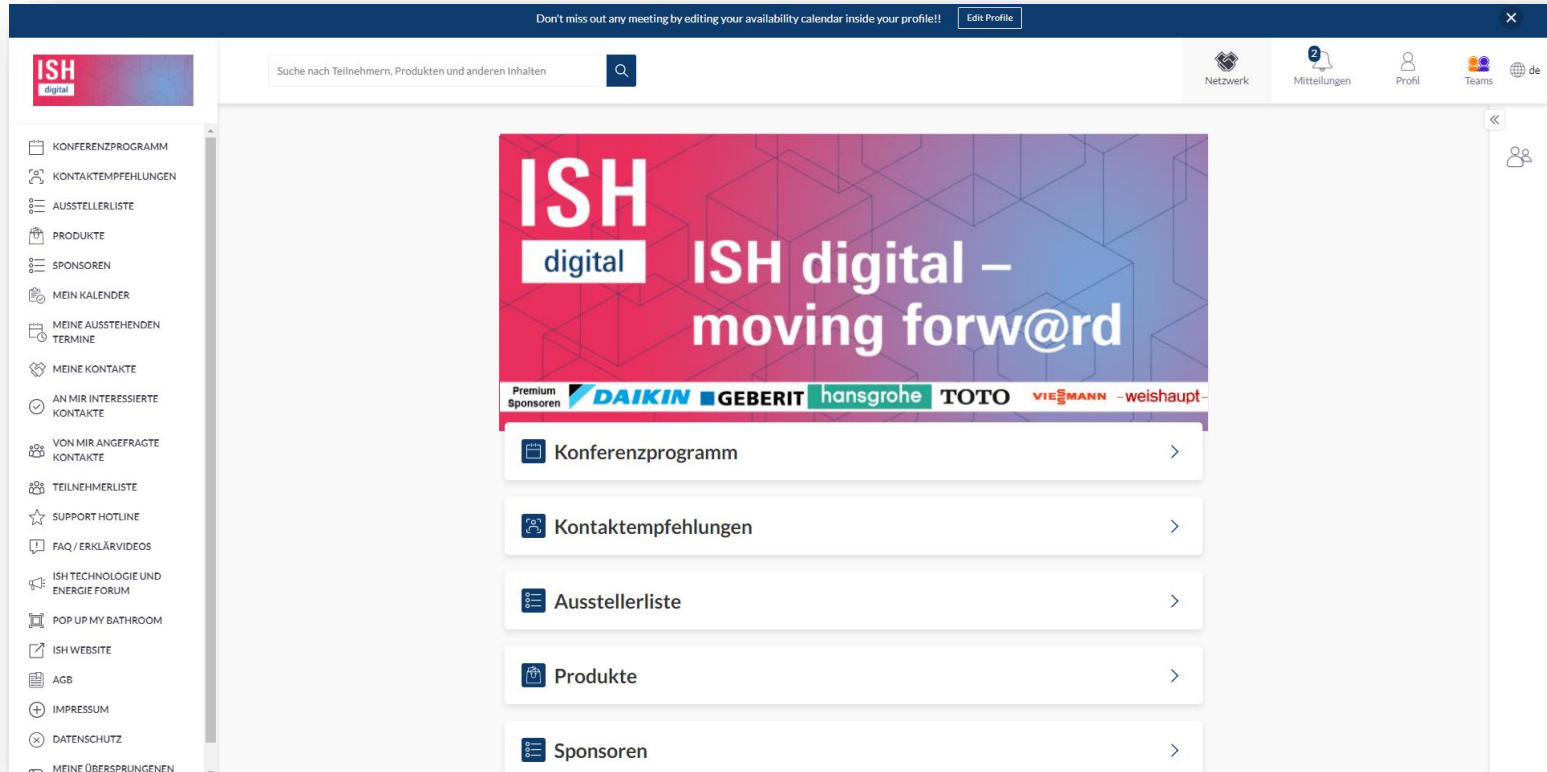 Don't miss out any meeting by editing your availability calendar inside your profile!! Edit Profile
ISH
digital
Suche nach Teilnehmern, Produkten und anderen Inhalten
Netzwerk
2
Mitteilungen
Profil
Teams
de
KONFERENZPROGRAMM
KONTAKTEMPFEHLUNGEN
AUSSTELLERLISTE
PRODUKTE
SPONSOREN
MEIN KALENDER
MEINE AUSSTEHENDEN
TERMINE
MEINE KONTAKTE
AN MIR INTERESSIERTE
KONTAKTE
VON MIR ANGEFRAGTE
KONTAKTE
TEILNEHMERLISTE
SUPPORT HOTLINE
FAQ / ERKLÄRVIDEOS
ISH TECHNOLOGIE UND
ENERGIE FORUM
POP UP MY BATHROOM
ISH WEBSITE
AGB
IMPRESSUM
DATENSCHUTZ
MEINE ÜBERSPRUNGENEN
ISH
digital
ISH digital –
moving forw@rd
Premium
Sponsoren
DAIKIN
GEBERIT
hansgrohe
TOTO
VIESSMANN
-weishaupt-
Konferenzprogramm
Kontaktempfehlungen
Ausstellerliste
Produkte
Sponsoren